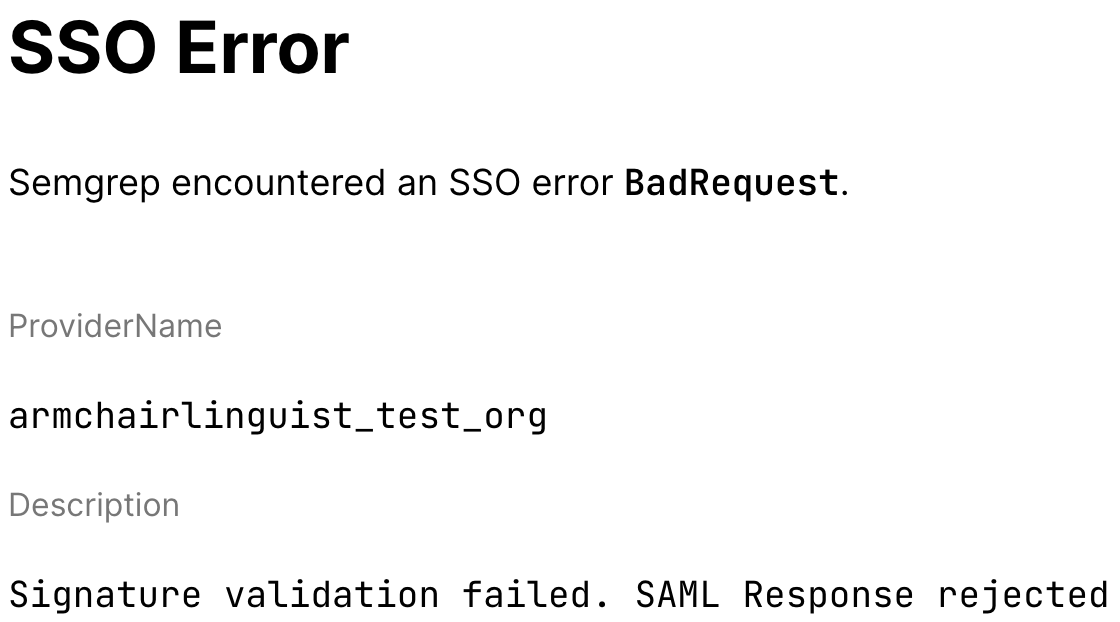 SSO Error
Semgrep encountered an SSO error BadRequest.
ProviderName
armchairlinguist_test_org
Description
Signature validation failed. SAML Response rejected